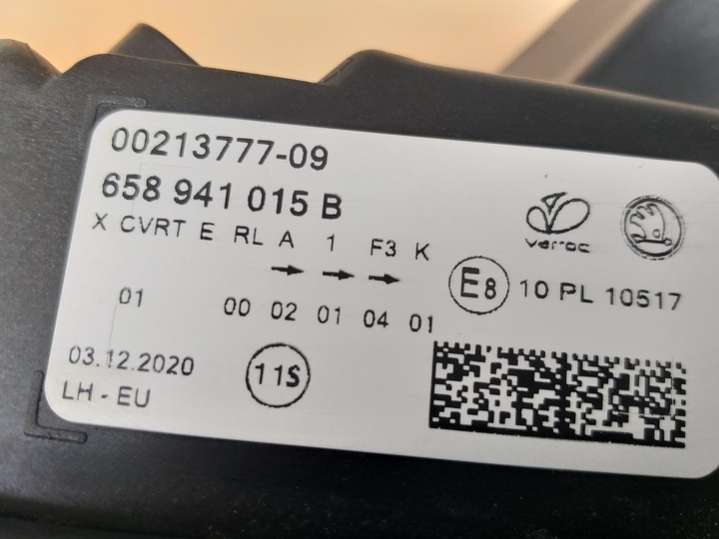 00213777-09
658 941 015 B
X CVRT E RL A 1 F3 K
01 00 02 01 04 01
03.12.2020
LH - EU
11S
varroc
E8 10 PL 10517